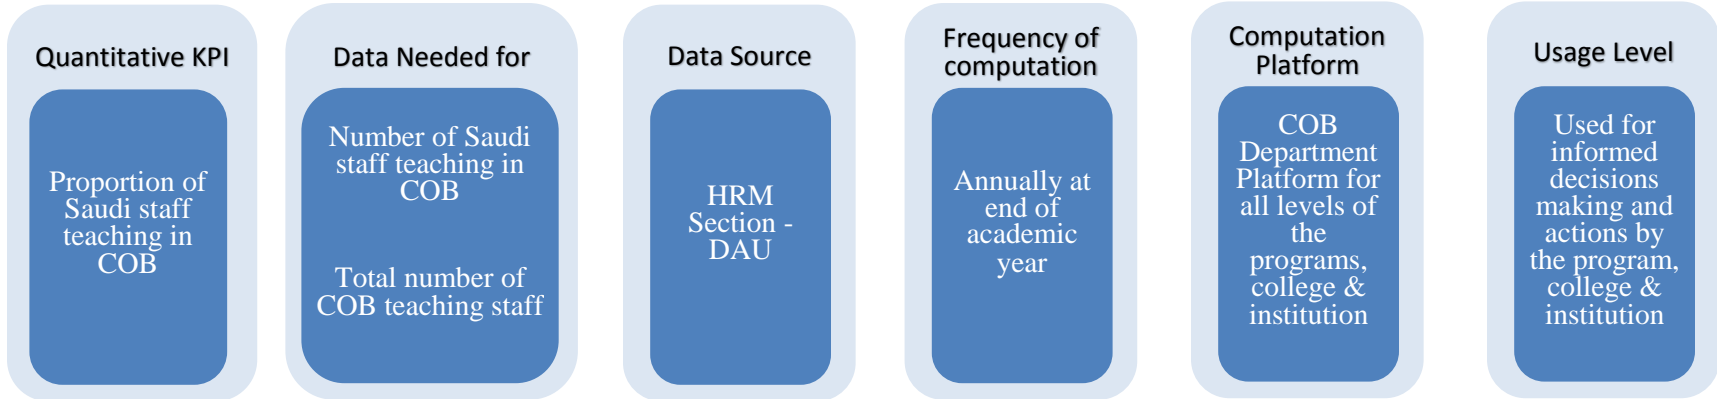 Quantitative KPI
Proportion of
Saudi staff
teaching in
COB
Data Needed for
Number of Saudi
staff teaching in
COB
Total number of
COB teaching staff
Data Source
HRM
Section -
DAU
Frequency of
computation
Annually at
end of
academic
year
Computation
Platform
COB
Department
Platform for
all levels of
the
programs,
college &
institution
Usage Level
Used for
informed
decisions
making and
actions by
the program,
college &
institution